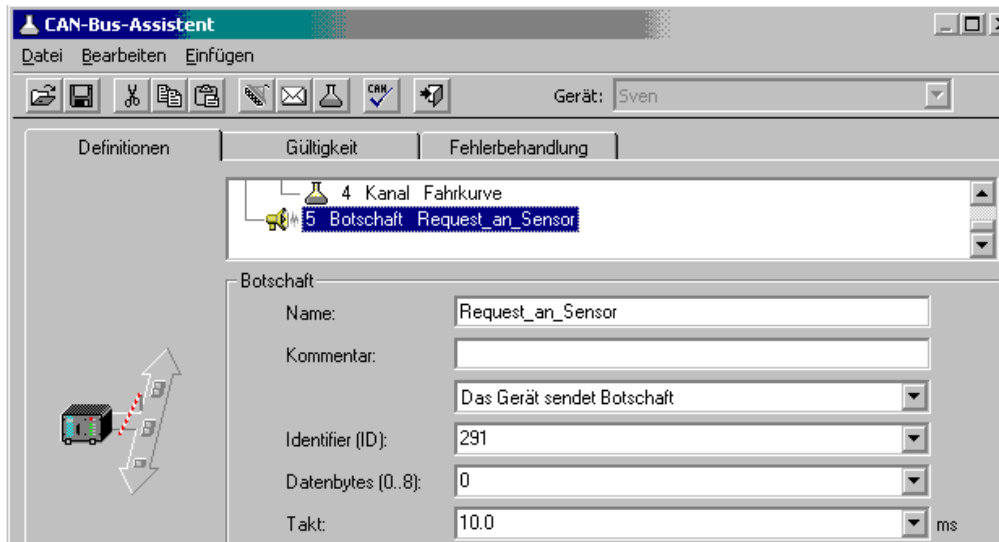 CAN-Bus-Assistent
Datei Bearbeiten Einfügen
CAN Gerät: Sven
Definitionen Gültigkeit Fehlerbehandlung
4 Kanal Fahrkurve
5 Botschaft Request_an_Sensor
Botschaft
Name: Request_an_Sensor
Kommentar:
Das Gerät sendet Botschaft
Identifier (ID): 291
Datenbytes (0..8): 0
Takt: 10.0 ms